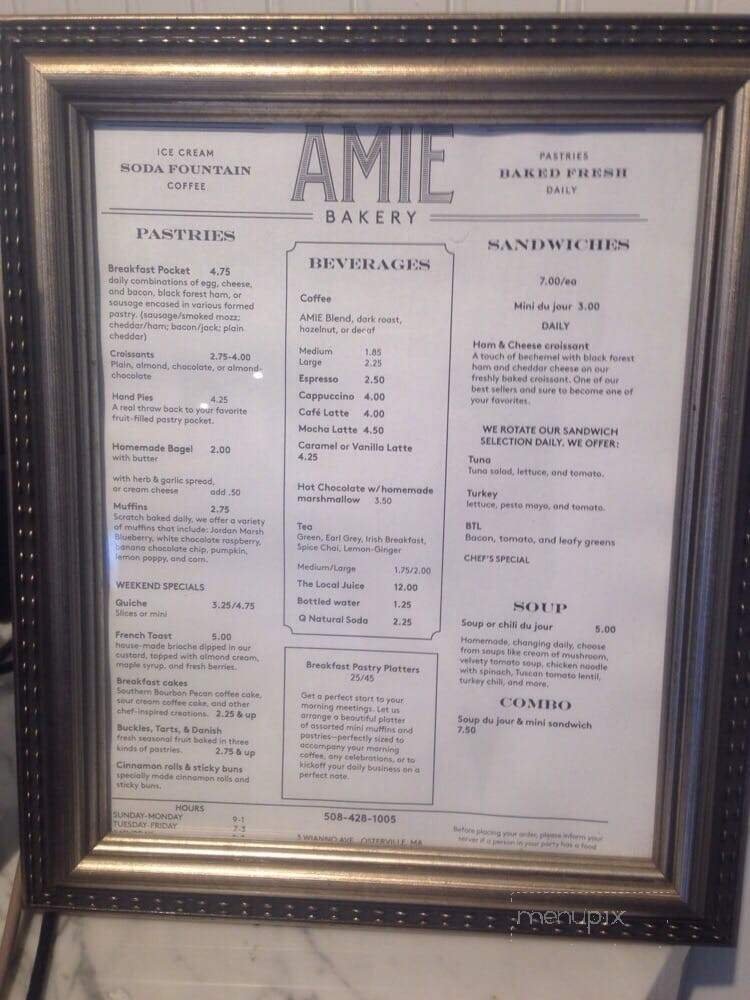 ICE CREAM
SODA FOUNTAIN
COFFEE
AMIE
BAKERY
PASTRIES
BAKED FRESH
DAILY
PASTRIES
Breakfast Pocket 4.75
daily combinations of egg, cheese,
and bacon, black forest ham, or
sausage encased in various formed
pastry. (sausage/smoked mozz;
cheddar/ham; bacon/jack; plain
cheddar)
Croissants 2.75-4.00
Plain, almond, chocolate, or almond-
chocolate
Hand Pies 4.25
A real throw back to your favorite
fruit-filled pastry pocket.
Homemade Bagel 2.00
with butter
with herb & garlic spread,
or cream cheese add .50
Muffins 2.75
Scratch baked daily, we offer a variety
of muffins that include: Jordan Marsh
Blueberry, white chocolate raspberry,
banana chocolate chip, pumpkin,
lemon poppy, and corn.
WEEKEND SPECIALS
Quiche 3.25/4.75
Slices or mini
French Toast 5.00
house-made brioche dipped in our
custard, topped with almond cream,
maple syrup, and fresh berries.
Breakfast cakes
Southern Bourbon Pecan coffee cake,
sour cream coffee cake, and other
chef-inspired creations. 2.25 & up
Buckles, Tarts, & Danish
fresh seasonal fruit baked in three
kinds of pastries. 2.75 & up
Cinnamon rolls & sticky buns
specially made cinnamon rolls and
sticky buns.
BEVERAGES
Coffee
AMIE Blend, dark roast,
hazelnut, or decaf
Medium 1.85
Large 2.25
Espresso 2.50
Cappuccino 4.00
Café Latte 4.00
Mocha Latte 4.50
Caramel or Vanilla Latte
4.25
Hot Chocolate w/homemade
marshmallow 3.50
Tea
Green, Earl Grey, Irish Breakfast,
Spice Chai, Lemon-Ginger
Medium/Large 1.75/2.00
The Local Juice 12.00
Bottled water 1.25
Q Natural Soda 2.25
Breakfast Pastry Platters
25/45
Get a perfect start to your
morning meetings. Let us
arrange a beautiful platter
of assorted mini muffins and
pastries—perfectly sized to
accompany your morning
coffee, any celebrations, or to
kickoff your daily business on a
perfect note.
SANDWICHES
7.00/ea
Mini du jour 3.00
DAILY
Ham & Cheese croissant
A touch of bechemel with black forest
ham and cheddar cheese on our
freshly baked croissant. One of our
best sellers and sure to become one of
your favorites.
WE ROTATE OUR SANDWICH
SELECTION DAILY. WE OFFER:
Tuna
Tuna salad, lettuce, and tomato.
Turkey
lettuce, pesto mayo, and tomato.
BTL
Bacon, tomato, and leafy greens
CHEF'S SPECIAL
SOUP
Soup or chili du jour 5.00
Homemade, changing daily, choose
from soups like cream of mushroom,
velvety tomato soup, chicken noodle
with spinach, Tuscan tomato lentil,
turkey chili, and more.
COMBO
Soup du jour & mini sandwich
7.50
HOURS
SUNDAY-MONDAY 9-1
TUESDAY-FRIDAY 7-3
508-428-1005
3 WIANNO AVE OSTERVILLE, MA
Before placing your order, please inform your
server if a person in your party has a food
menupix